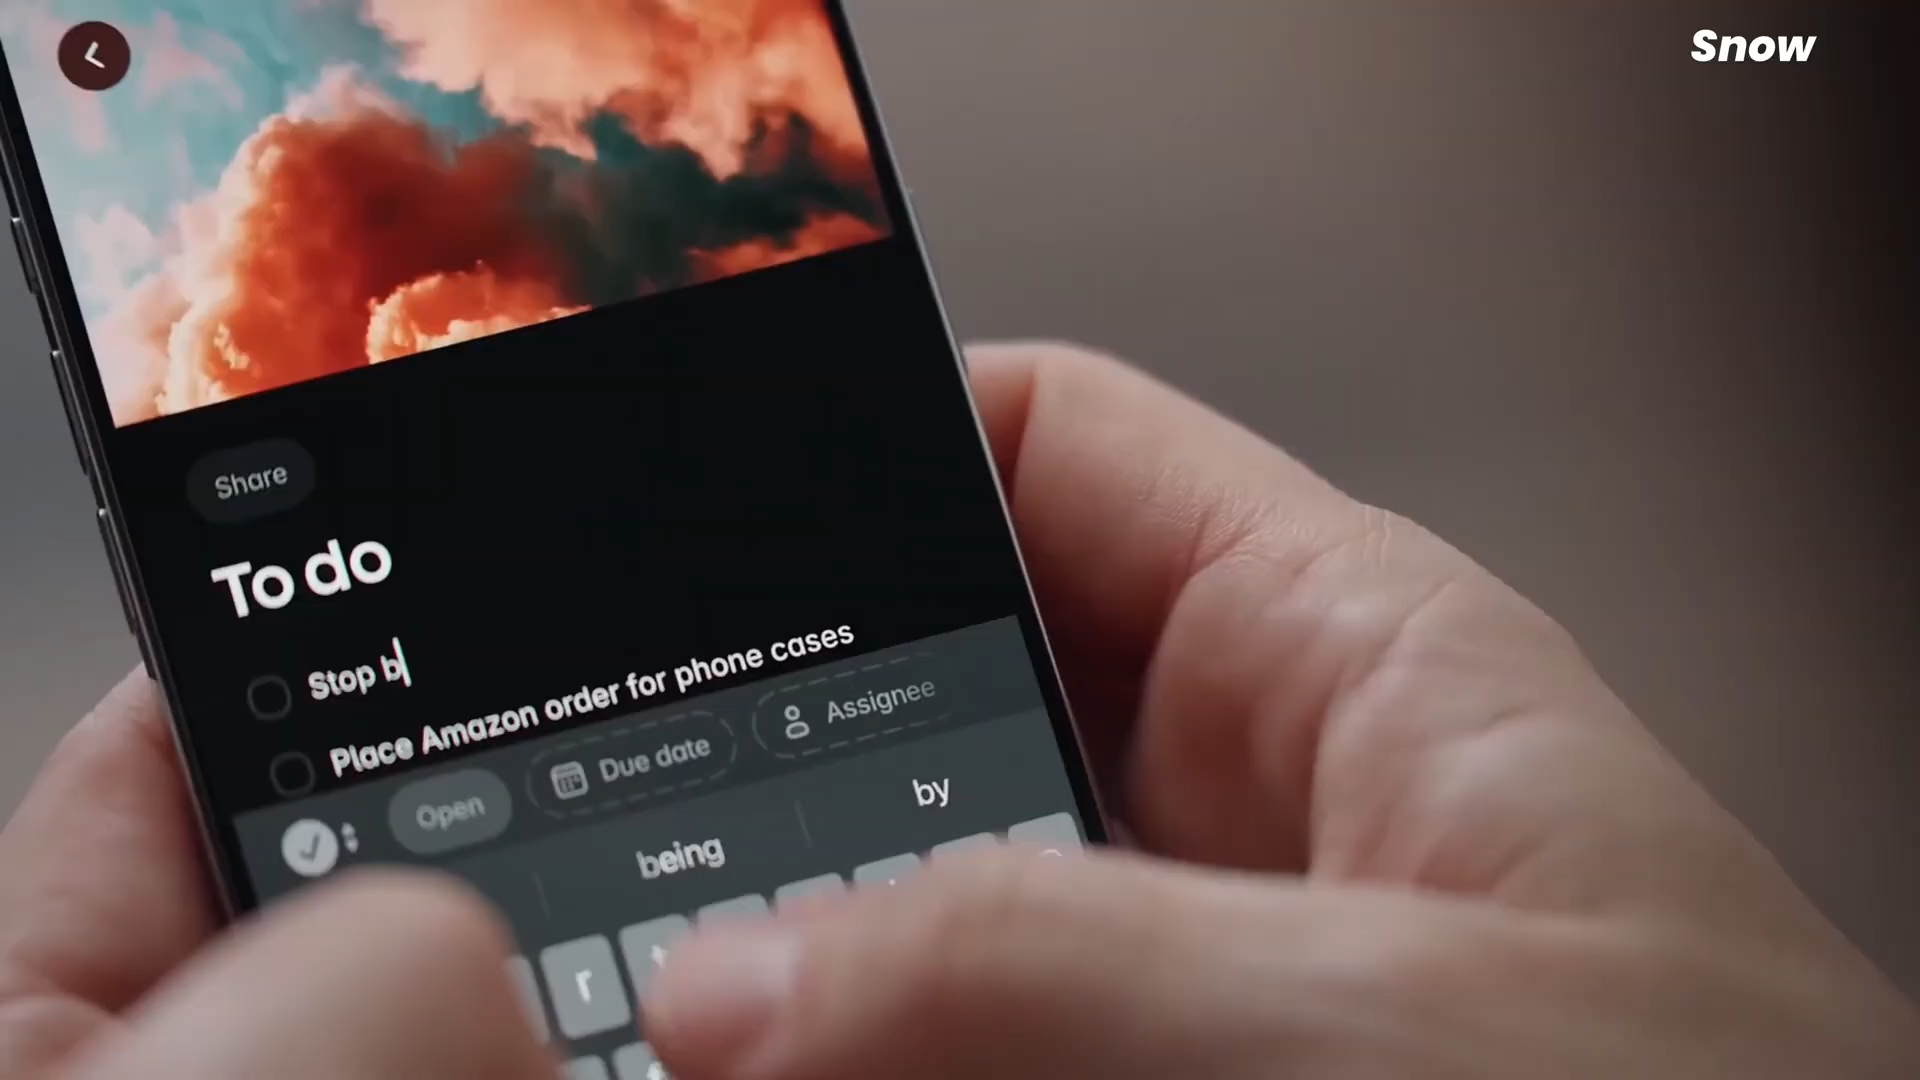 Snow
Share
To do
Stop b
Place Amazon order for phone cases
Open
Due date
Assignee
being
by
r